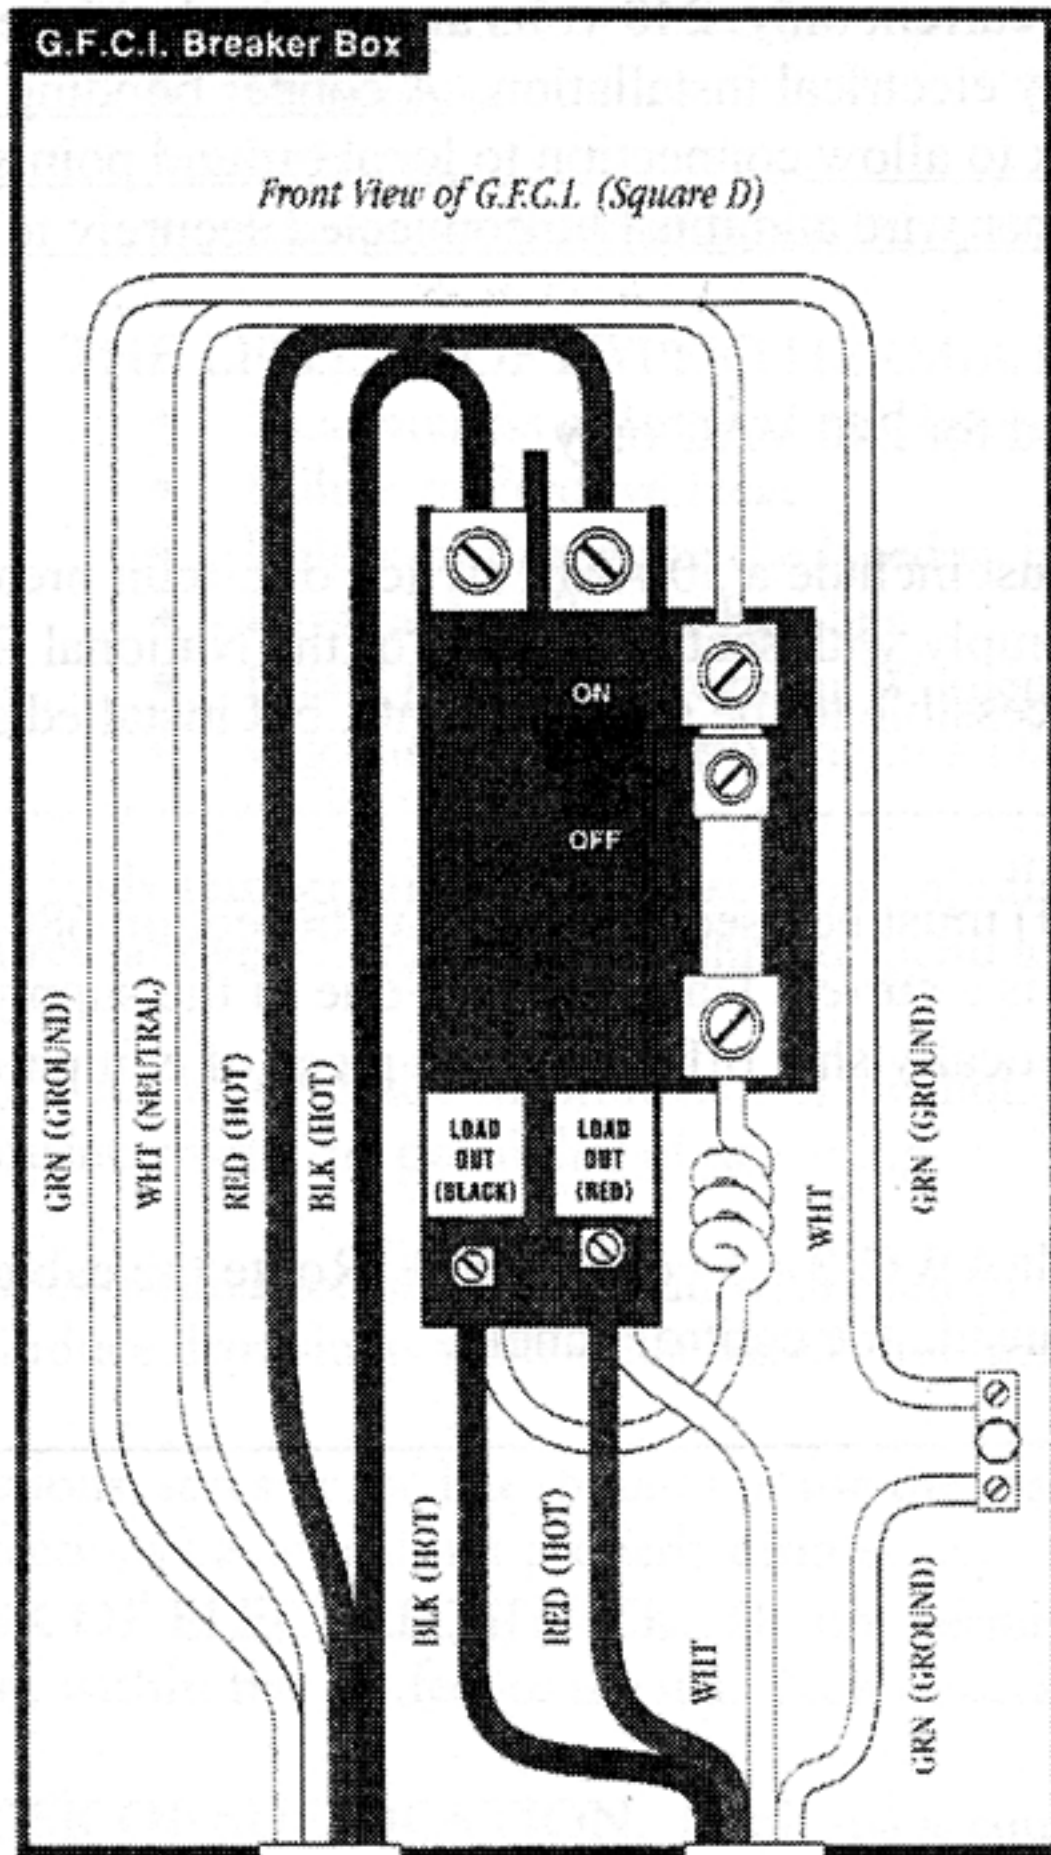 G.F.C.I. Breaker Box
Front View of G.F.C.I. (Square D)
ON
OFF
GRN (GROUND)
WHT (NEUTRAL)
RED (HOT)
BLK (HOT)
LOAD
OUT
(BLACK)
LOAD
OUT
(RED)
WHT
GRN (GROUND)
BLK (HOT)
RED (HOT)
WHT
GRN (GROUND)